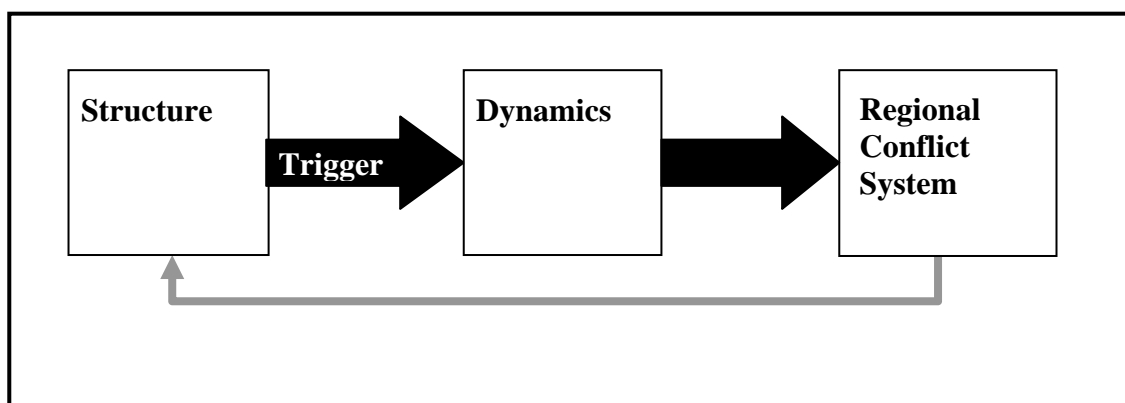 Structure
Trigger
Dynamics
Regional
Conflict
System